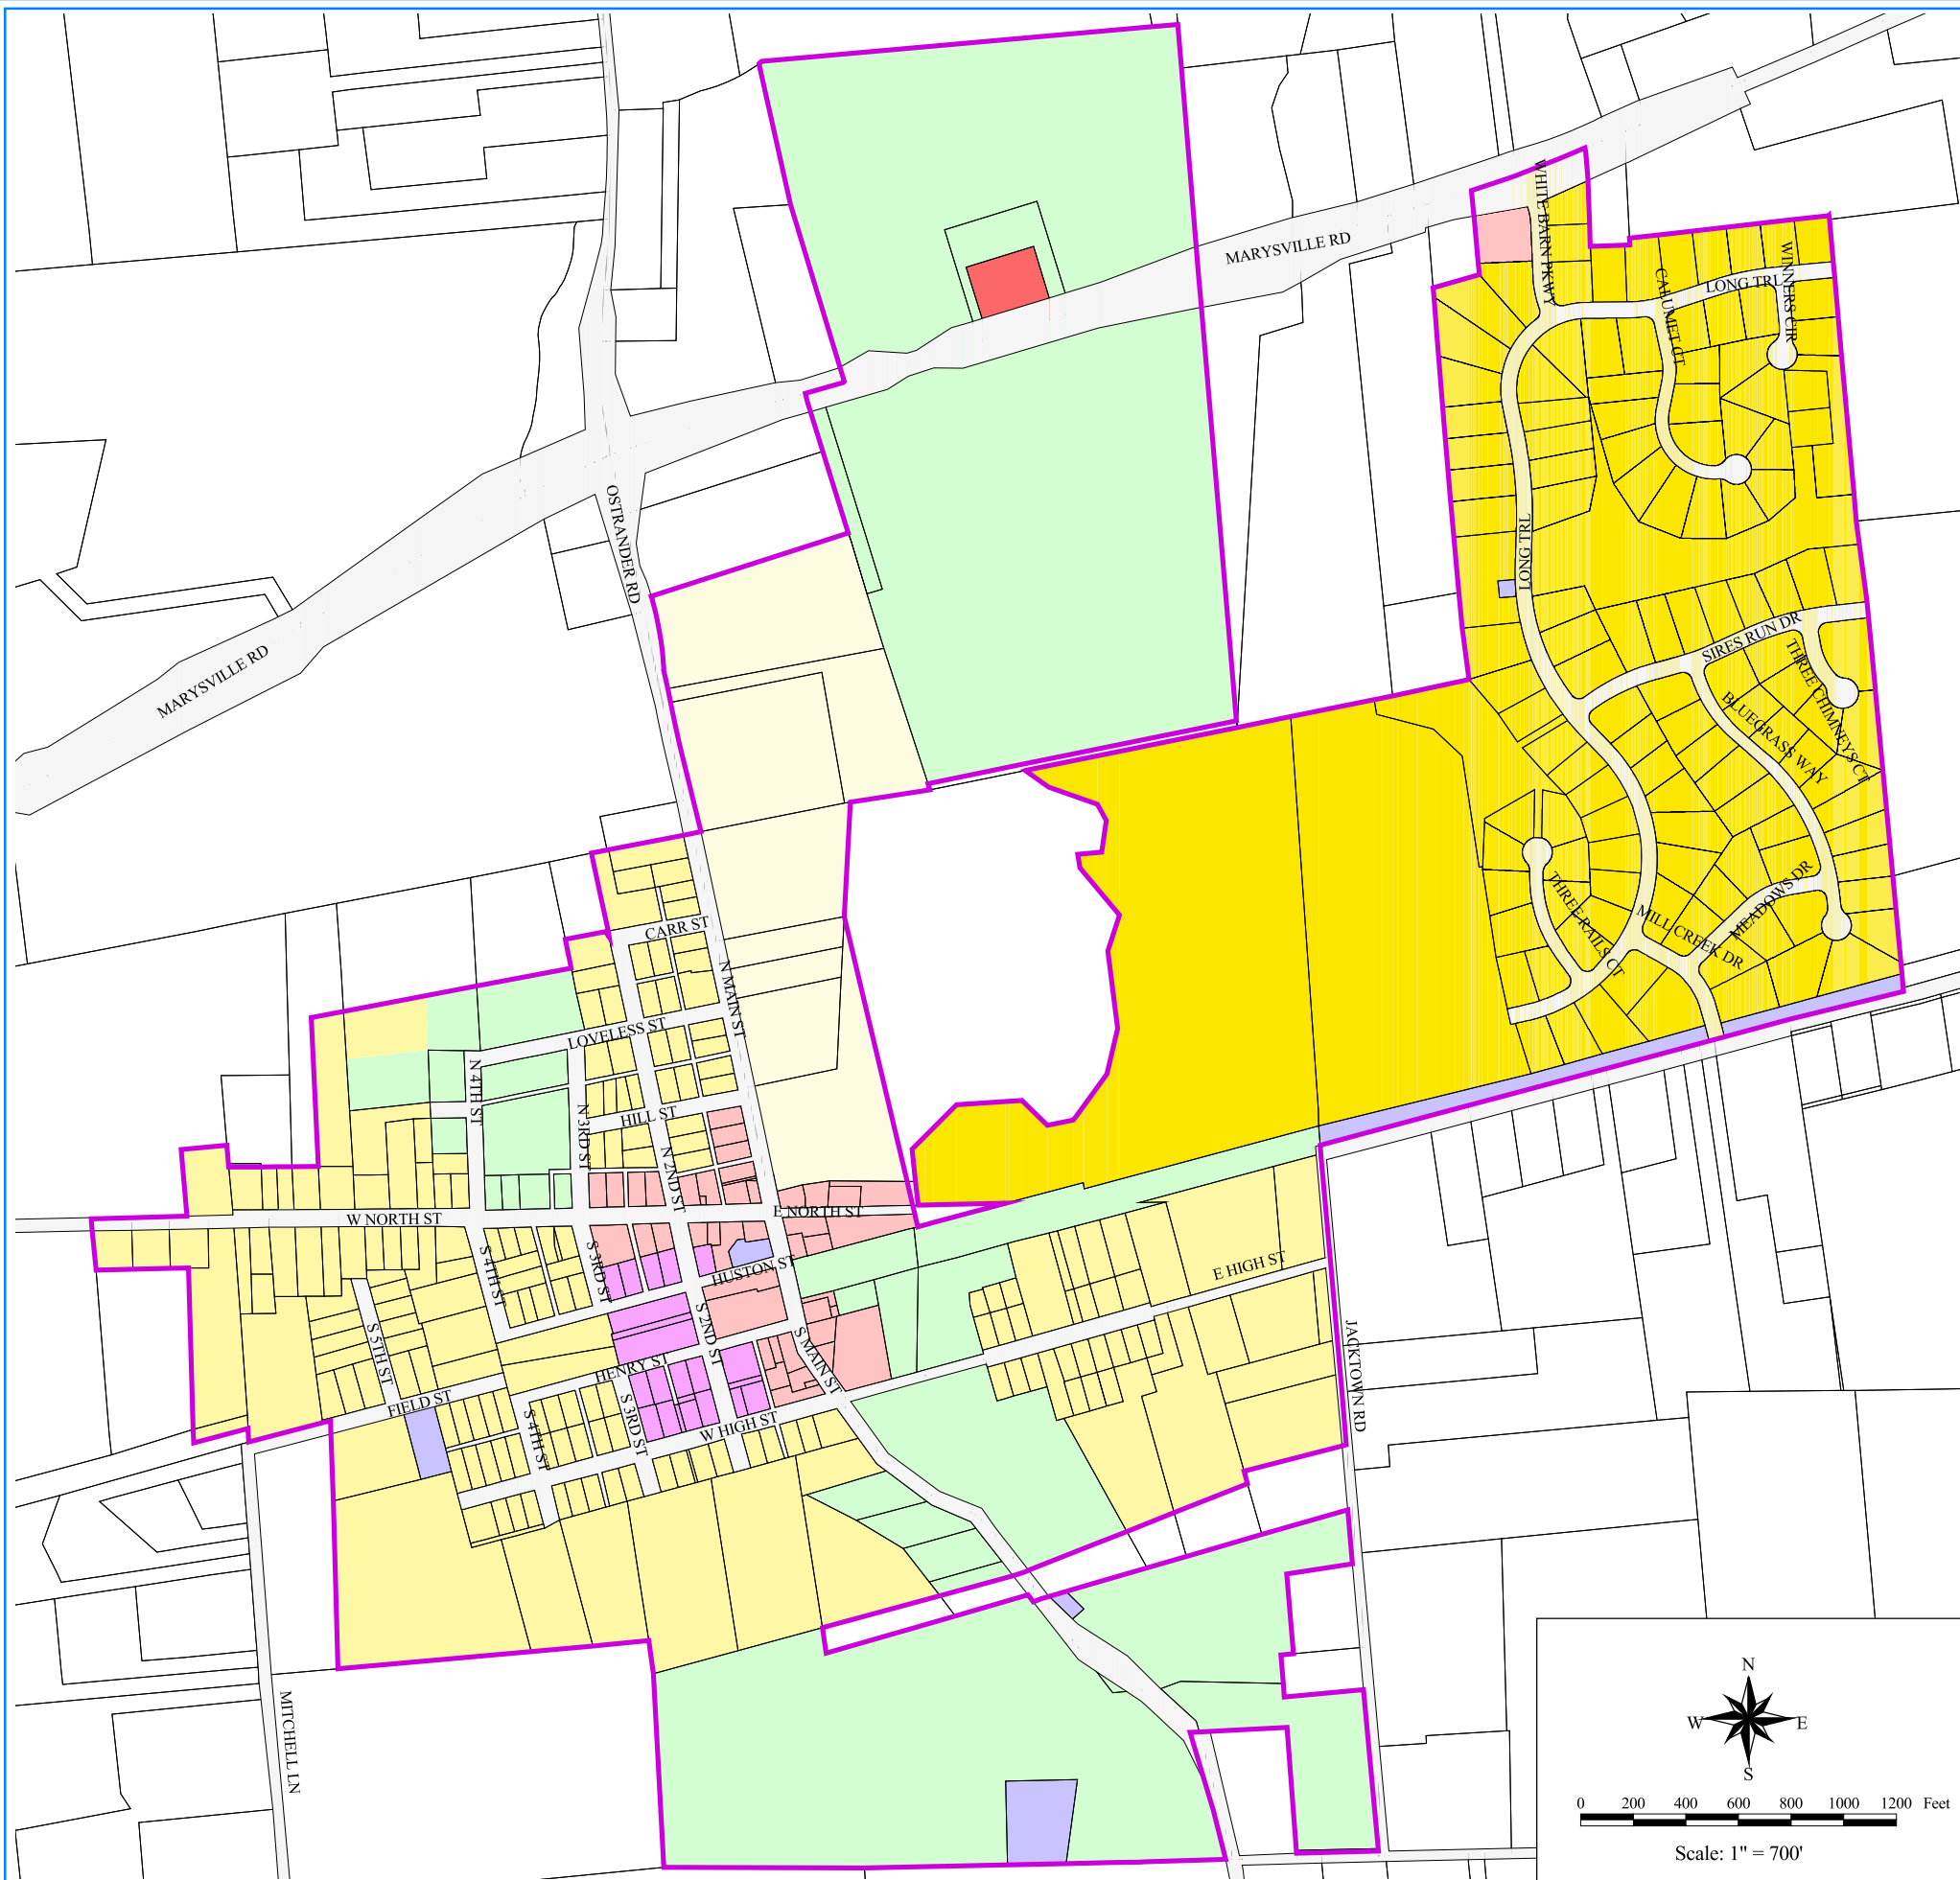 WHITE BARN PKWY
MARYSVILLE RD
WINNERS CIR
LONG TRL
CALUMET CT
OSTRANDER RD
LONG TRL
SIRES RUN DR
THREE CHIMNEYS CT
MARYSVILLE RD
BLUEGRASS WAY
THREE RAILS CT
MILL CREEK DR
MEADOWS DR
CARR ST
N MAIN ST
LOVELESS ST
N 4TH ST
N 3RD ST
HILL ST
N 2ND ST
W NORTH ST
E NORTH ST
S 4TH ST
S 3RD ST
HUSTON ST
E HIGH ST
S 5TH ST
S 2ND ST
S MAIN ST
JACKTOWN RD
HENRY ST
FIELD ST
S 4TH ST
S 3RD ST
W HIGH ST
MITCHELL LN
N
W E
S
0 200 400 600 800 1000 1200 Feet
Scale: 1" = 700'